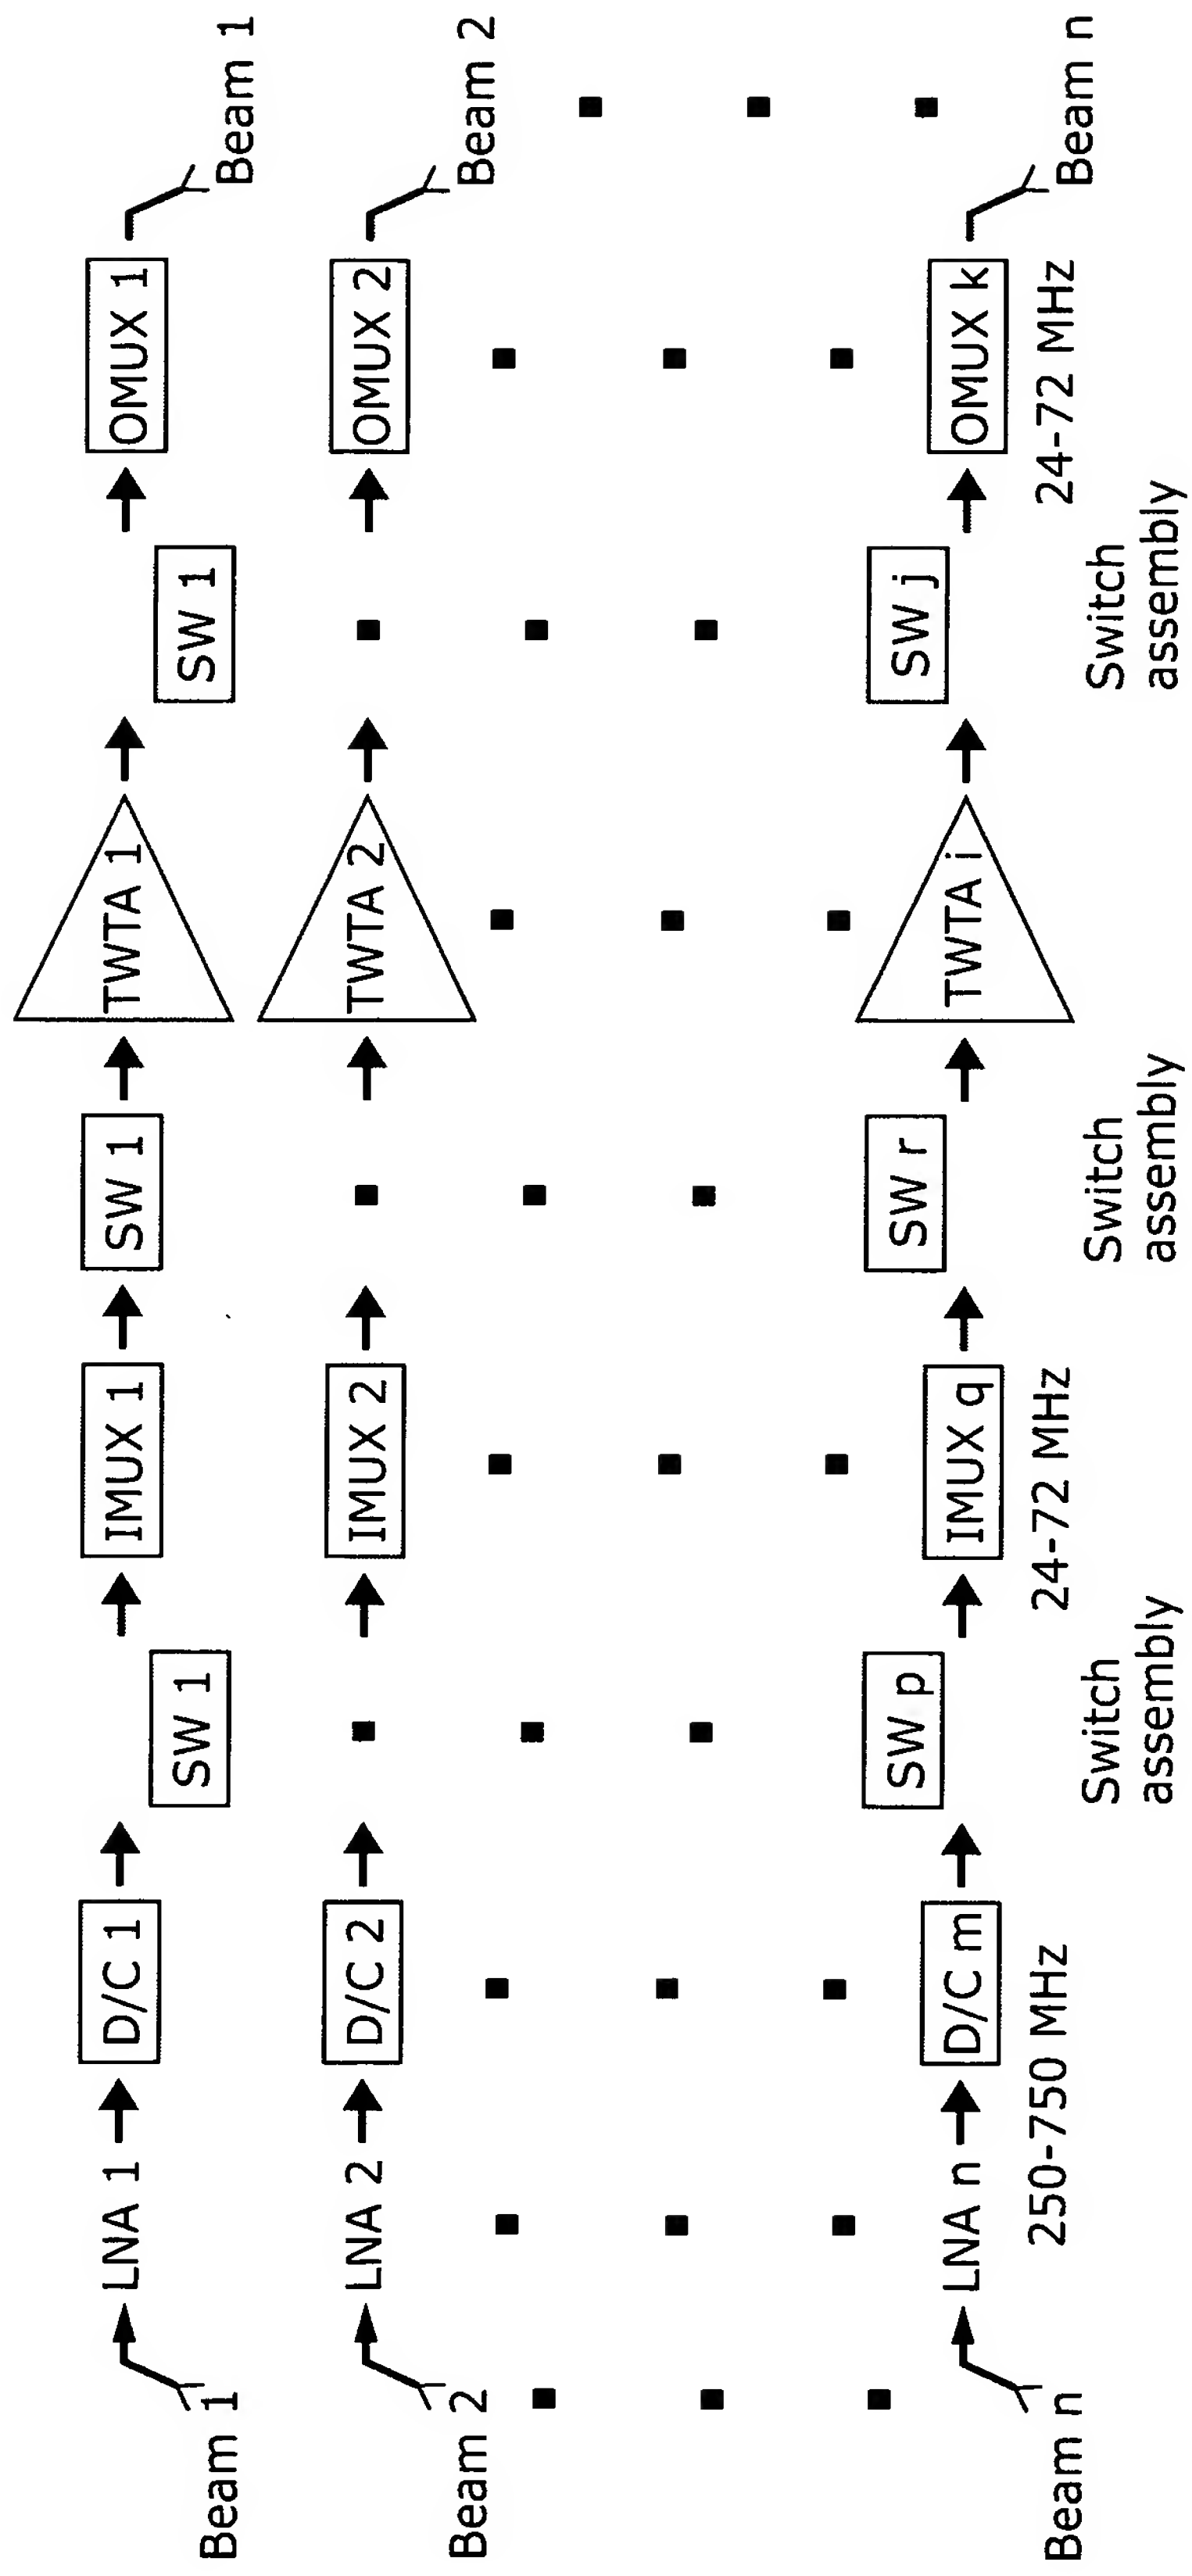 Beam 1
LNA 1
D/C 1
SW 1
IMUX 1
SW 1
TWTA 1
SW 1
OMUX 1
Beam 1
Beam 2
LNA 2
D/C 2
IMUX 2
TWTA 2
OMUX 2
Beam 2
Beam n
LNA n
D/C m
SW p
IMUX q
SW r
TWTA i
SW j
OMUX k
Beam n
250-750 MHz
24-72 MHz
24-72 MHz
Switch
assembly
Switch
assembly
Switch
assembly